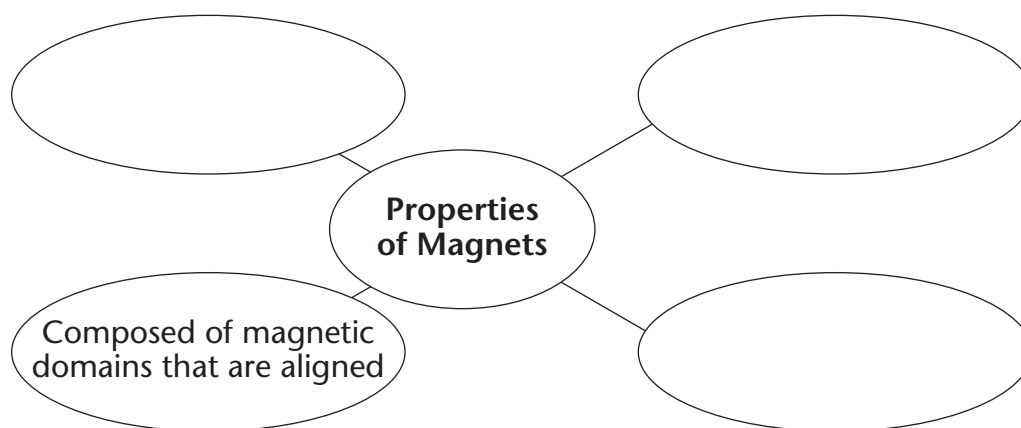 Properties
of Magnets
Composed of magnetic
domains that are aligned